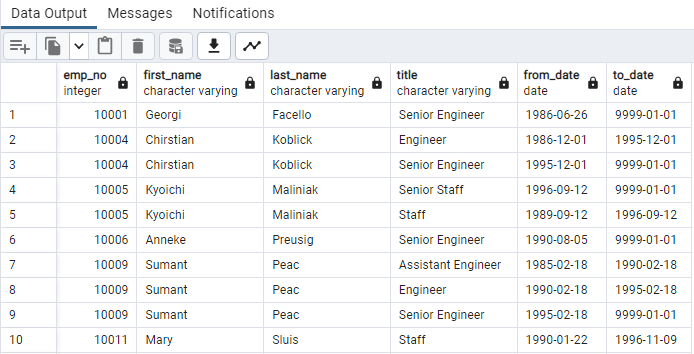 Data Output Messages Notifications
emp_no first_name last_name title from_date to_date
integer character varying character varying character varying date date
1 10001 Georgi Facello Senior Engineer 1986-06-26 9999-01-01
2 10004 Chirstian Koblick Engineer 1986-12-01 1995-12-01
3 10004 Chirstian Koblick Senior Engineer 1995-12-01 9999-01-01
4 10005 Kyoichi Maliniak Senior Staff 1996-09-12 9999-01-01
5 10005 Kyoichi Maliniak Staff 1989-09-12 1996-09-12
6 10006 Anneke Preusig Senior Engineer 1990-08-05 9999-01-01
7 10009 Sumant Peac Assistant Engineer 1985-02-18 1990-02-18
8 10009 Sumant Peac Engineer 1990-02-18 1995-02-18
9 10009 Sumant Peac Senior Engineer 1995-02-18 9999-01-01
10 10011 Mary Sluis Staff 1990-01-22 1996-11-09